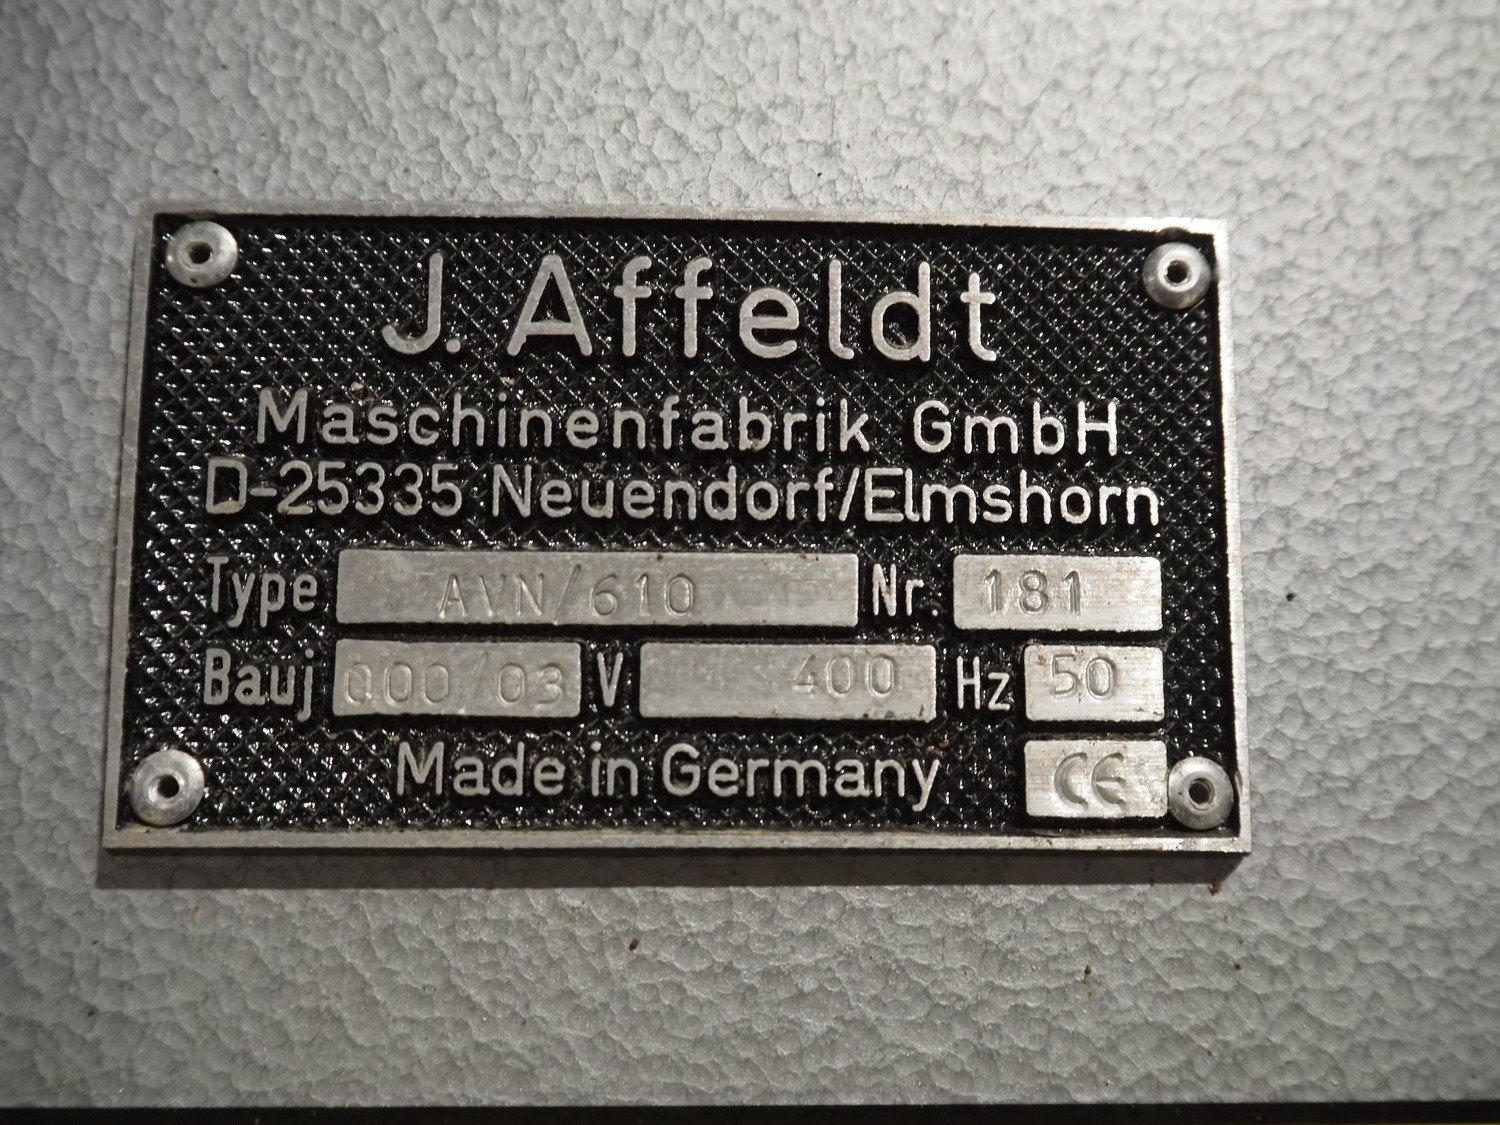 J. Affeldt
Maschinenfabrik GmbH
D-25335 Neuendorf/Elmshorn
Type AVN/610 Nr. 181
Bauj 000/03 V 400 Hz 50
Made in Germany CE